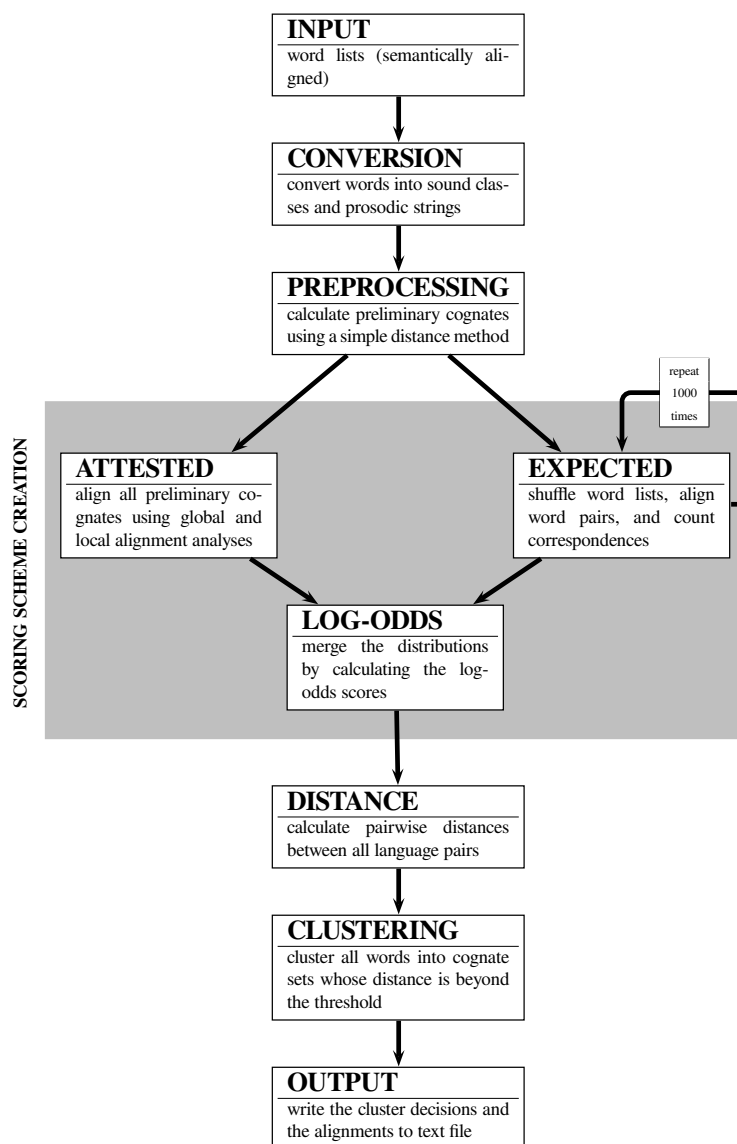 INPUT
word lists (semantically ali-
gned)
CONVERSION
convert words into sound clas-
ses and prosodic strings
PREPROCESSING
calculate preliminary cognates
using a simple distance method
repeat
1000
times
SCORING SCHEME CREATION
ATTESTED
align all preliminary co-
gnates using global and
local alignment analyses
EXPECTED
shuffle word lists, align
word pairs, and count
correspondences
LOG-ODDS
merge the distributions
by calculating the log-
odds scores
DISTANCE
calculate pairwise distances
between all language pairs
CLUSTERING
cluster all words into cognate
sets whose distance is beyond
the threshold
OUTPUT
write the cluster decisions and
the alignments to text file